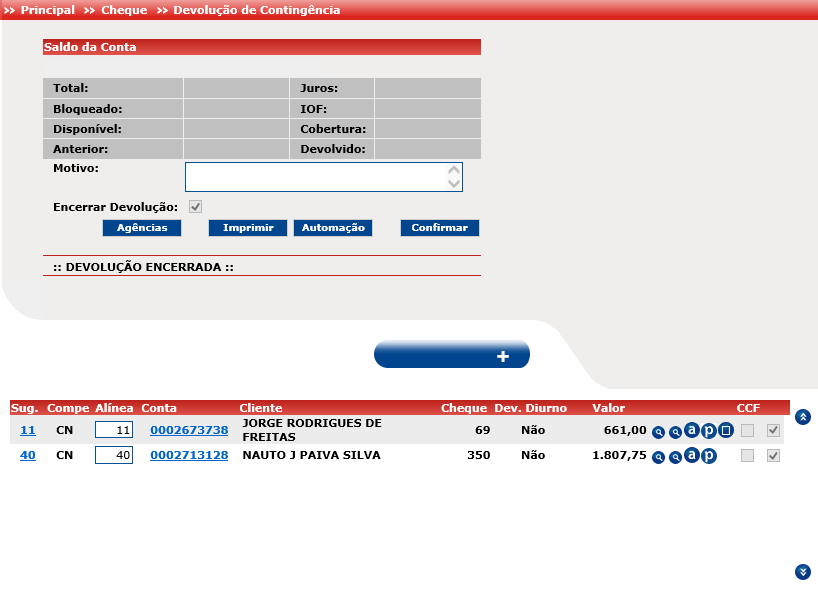 >> Principal >> Cheque >> Devolução de Contingência
Saldo da Conta
Total: Juros:
Bloqueado: IOF:
Disponível: Cobertura:
Anterior: Devolvido:
Motivo:
Encerrar Devolução:
Agências Imprimir Automação Confirmar
:: DEVOLUÇÃO ENCERRADA ::
+
Sug. Compe Alínea Conta Cliente Cheque Dev. Diurno Valor CCF
11 CN 11 0002673738 JORGE RODRIGUES DE 69 Não 661,00 a p
FREITAS
40 CN 40 0002713128 NAUTO J PAIVA SILVA 350 Não 1.807,75 a p